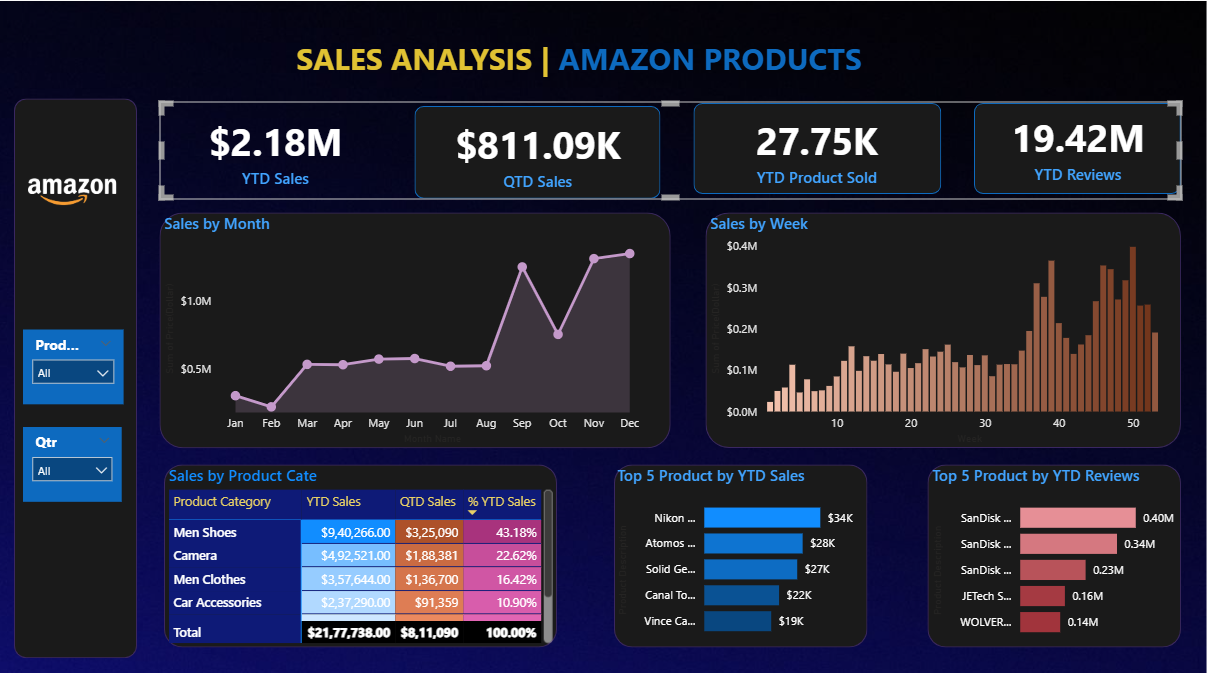 SALES ANALYSIS | AMAZON PRODUCTS
amazon
Prod...
All
Qtr
All
$2.18M
YTD Sales
$811.09K
QTD Sales
27.75K
YTD Product Sold
19.42M
YTD Reviews
Sales by Month
$1.0M
$0.5M
Jan Feb Mar Apr May Jun Jul Aug Sep Oct Nov Dec
Month Name
Sales by Week
$0.4M
$0.3M
$0.2M
$0.1M
$0.0M
10 20 30 40 50
Week
Sales by Product Cate
Product Category YTD Sales QTD Sales % YTD Sales
Men Shoes $9,40,266.00 $3,25,090 43.18%
Camera $4,92,521.00 $1,88,381 22.62%
Men Clothes $3,57,644.00 $1,36,700 16.42%
Car Accessories $2,37,290.00 $91,359 10.90%
Total $21,77,738.00 $8,11,090 100.00%
Top 5 Product by YTD Sales
Nikon ... $34K
Atomos ... $28K
Solid Ge... $27K
Canal To... $22K
Vince Ca... $19K
Top 5 Product by YTD Reviews
SanDisk ... 0.40M
SanDisk ... 0.34M
SanDisk ... 0.23M
JETech S... 0.16M
WOLVER... 0.14M